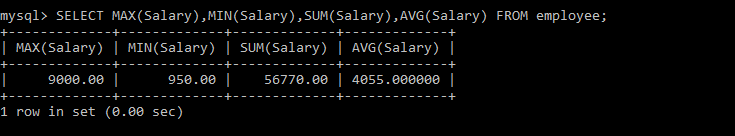 mysql> SELECT MAX(Salary),MIN(Salary),SUM(Salary),AVG(Salary) FROM employee;
+-------------+-------------+-------------+-------------+
| MAX(Salary) | MIN(Salary) | SUM(Salary) | AVG(Salary) |
+-------------+-------------+-------------+-------------+
|     9000.00 |      950.00 |    56770.00 | 4055.000000 |
+-------------+-------------+-------------+-------------+
1 row in set (0.00 sec)